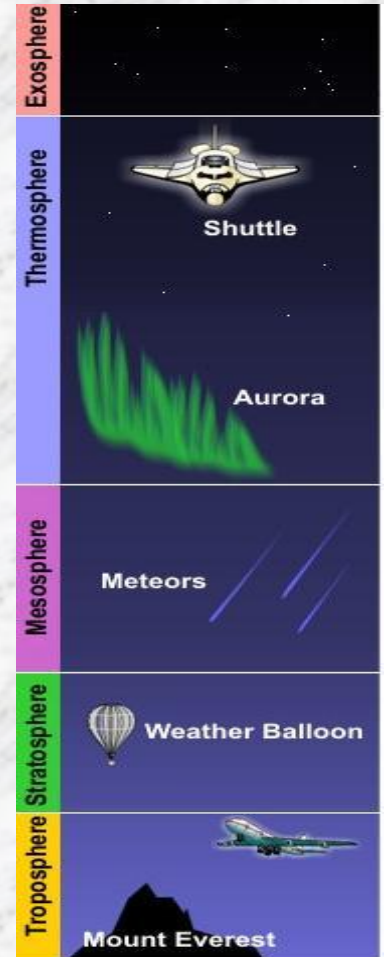 Exosphere
Thermosphere
Shuttle
Aurora
Mesosphere
Meteors
Stratosphere
Weather Balloon
Troposphere
Mount Everest